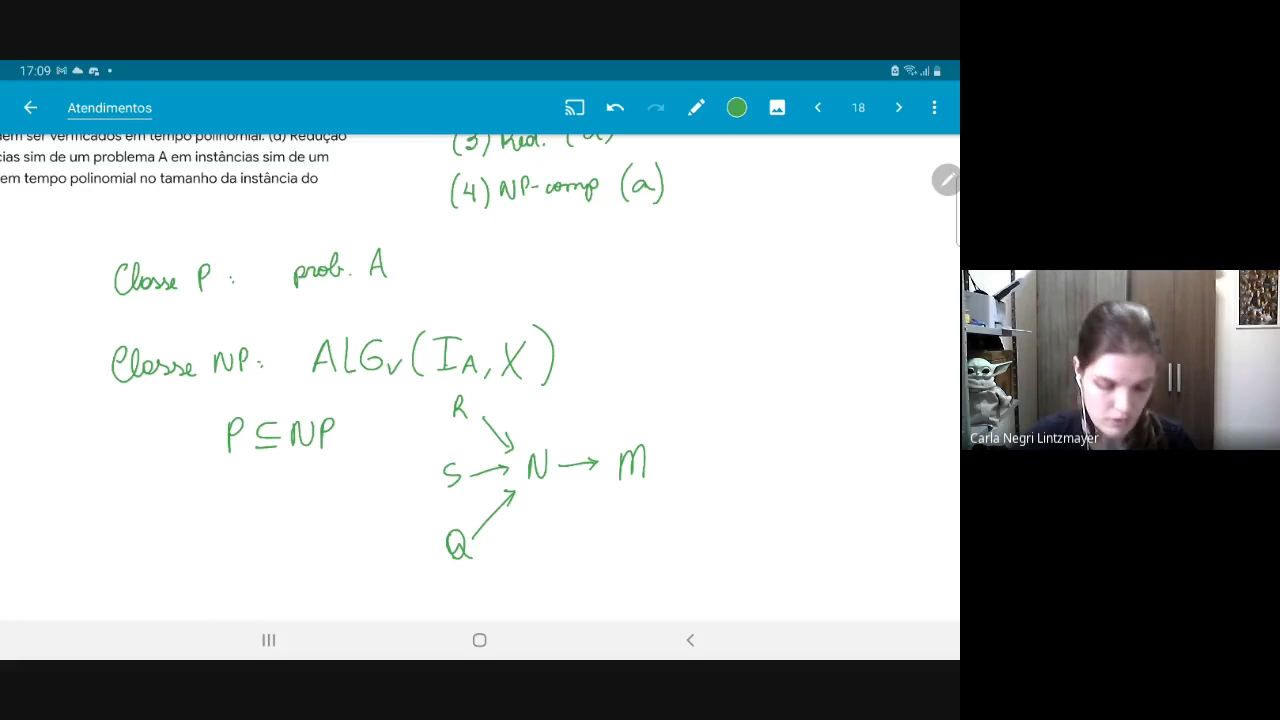 17:09
Atendimentos
18
ser verificados em tempo polinomial. (d) Redução
cias sim de um problema A em instâncias sim de um
em tempo polinomial no tamanho da instância do
(3) Red. (d)
(4) NP-comp (a)
Classe P: prob. A
Classe NP: ALGv(IA, X)
P ⊆ NP
R
S → N → M
Q
Carla Negri Lintzmayer